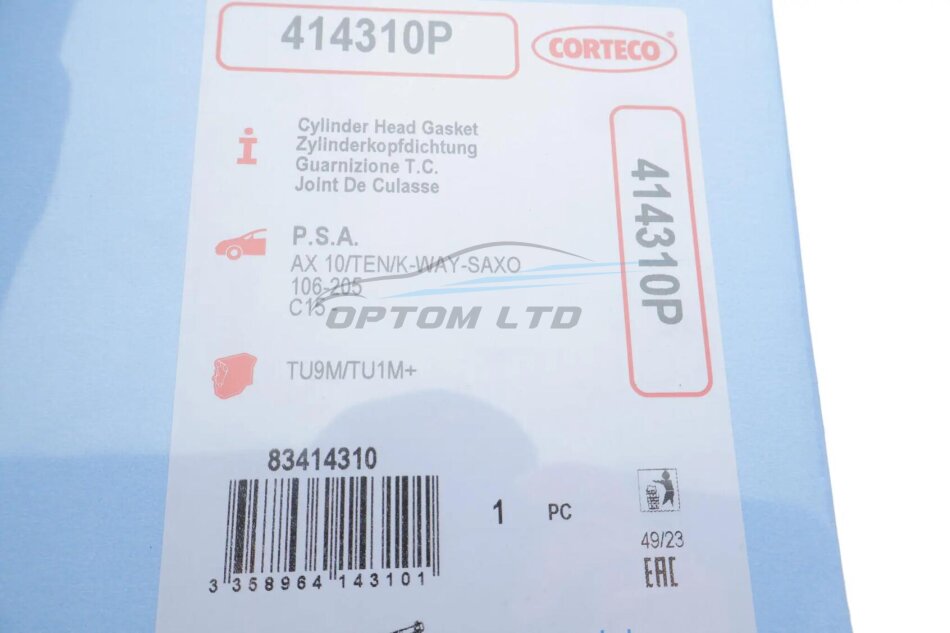 414310P
CORTECO
Cylinder Head Gasket
Zylinderkopfdichtung
Guarnizione T.C.
Joint De Culasse
414310P
P.S.A.
AX 10/TEN/K-WAY-SAXO
106-205
C15
OPTOM LTD
TU9M/TU1M+
83414310
1 PC
3 358964 143101
49/23
EAC